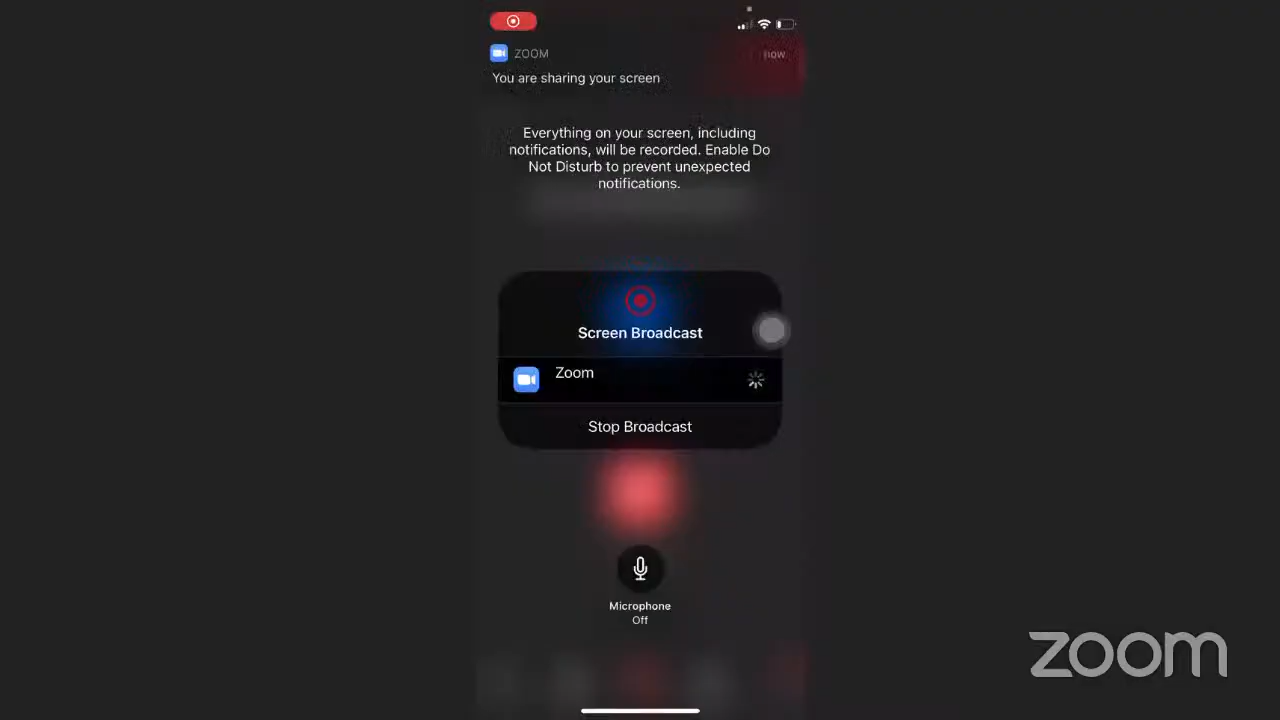 ZOOM
now
You are sharing your screen
Everything on your screen, including
notifications, will be recorded. Enable Do
Not Disturb to prevent unexpected
notifications.
Screen Broadcast
Zoom
Stop Broadcast
Microphone
Off
zoom